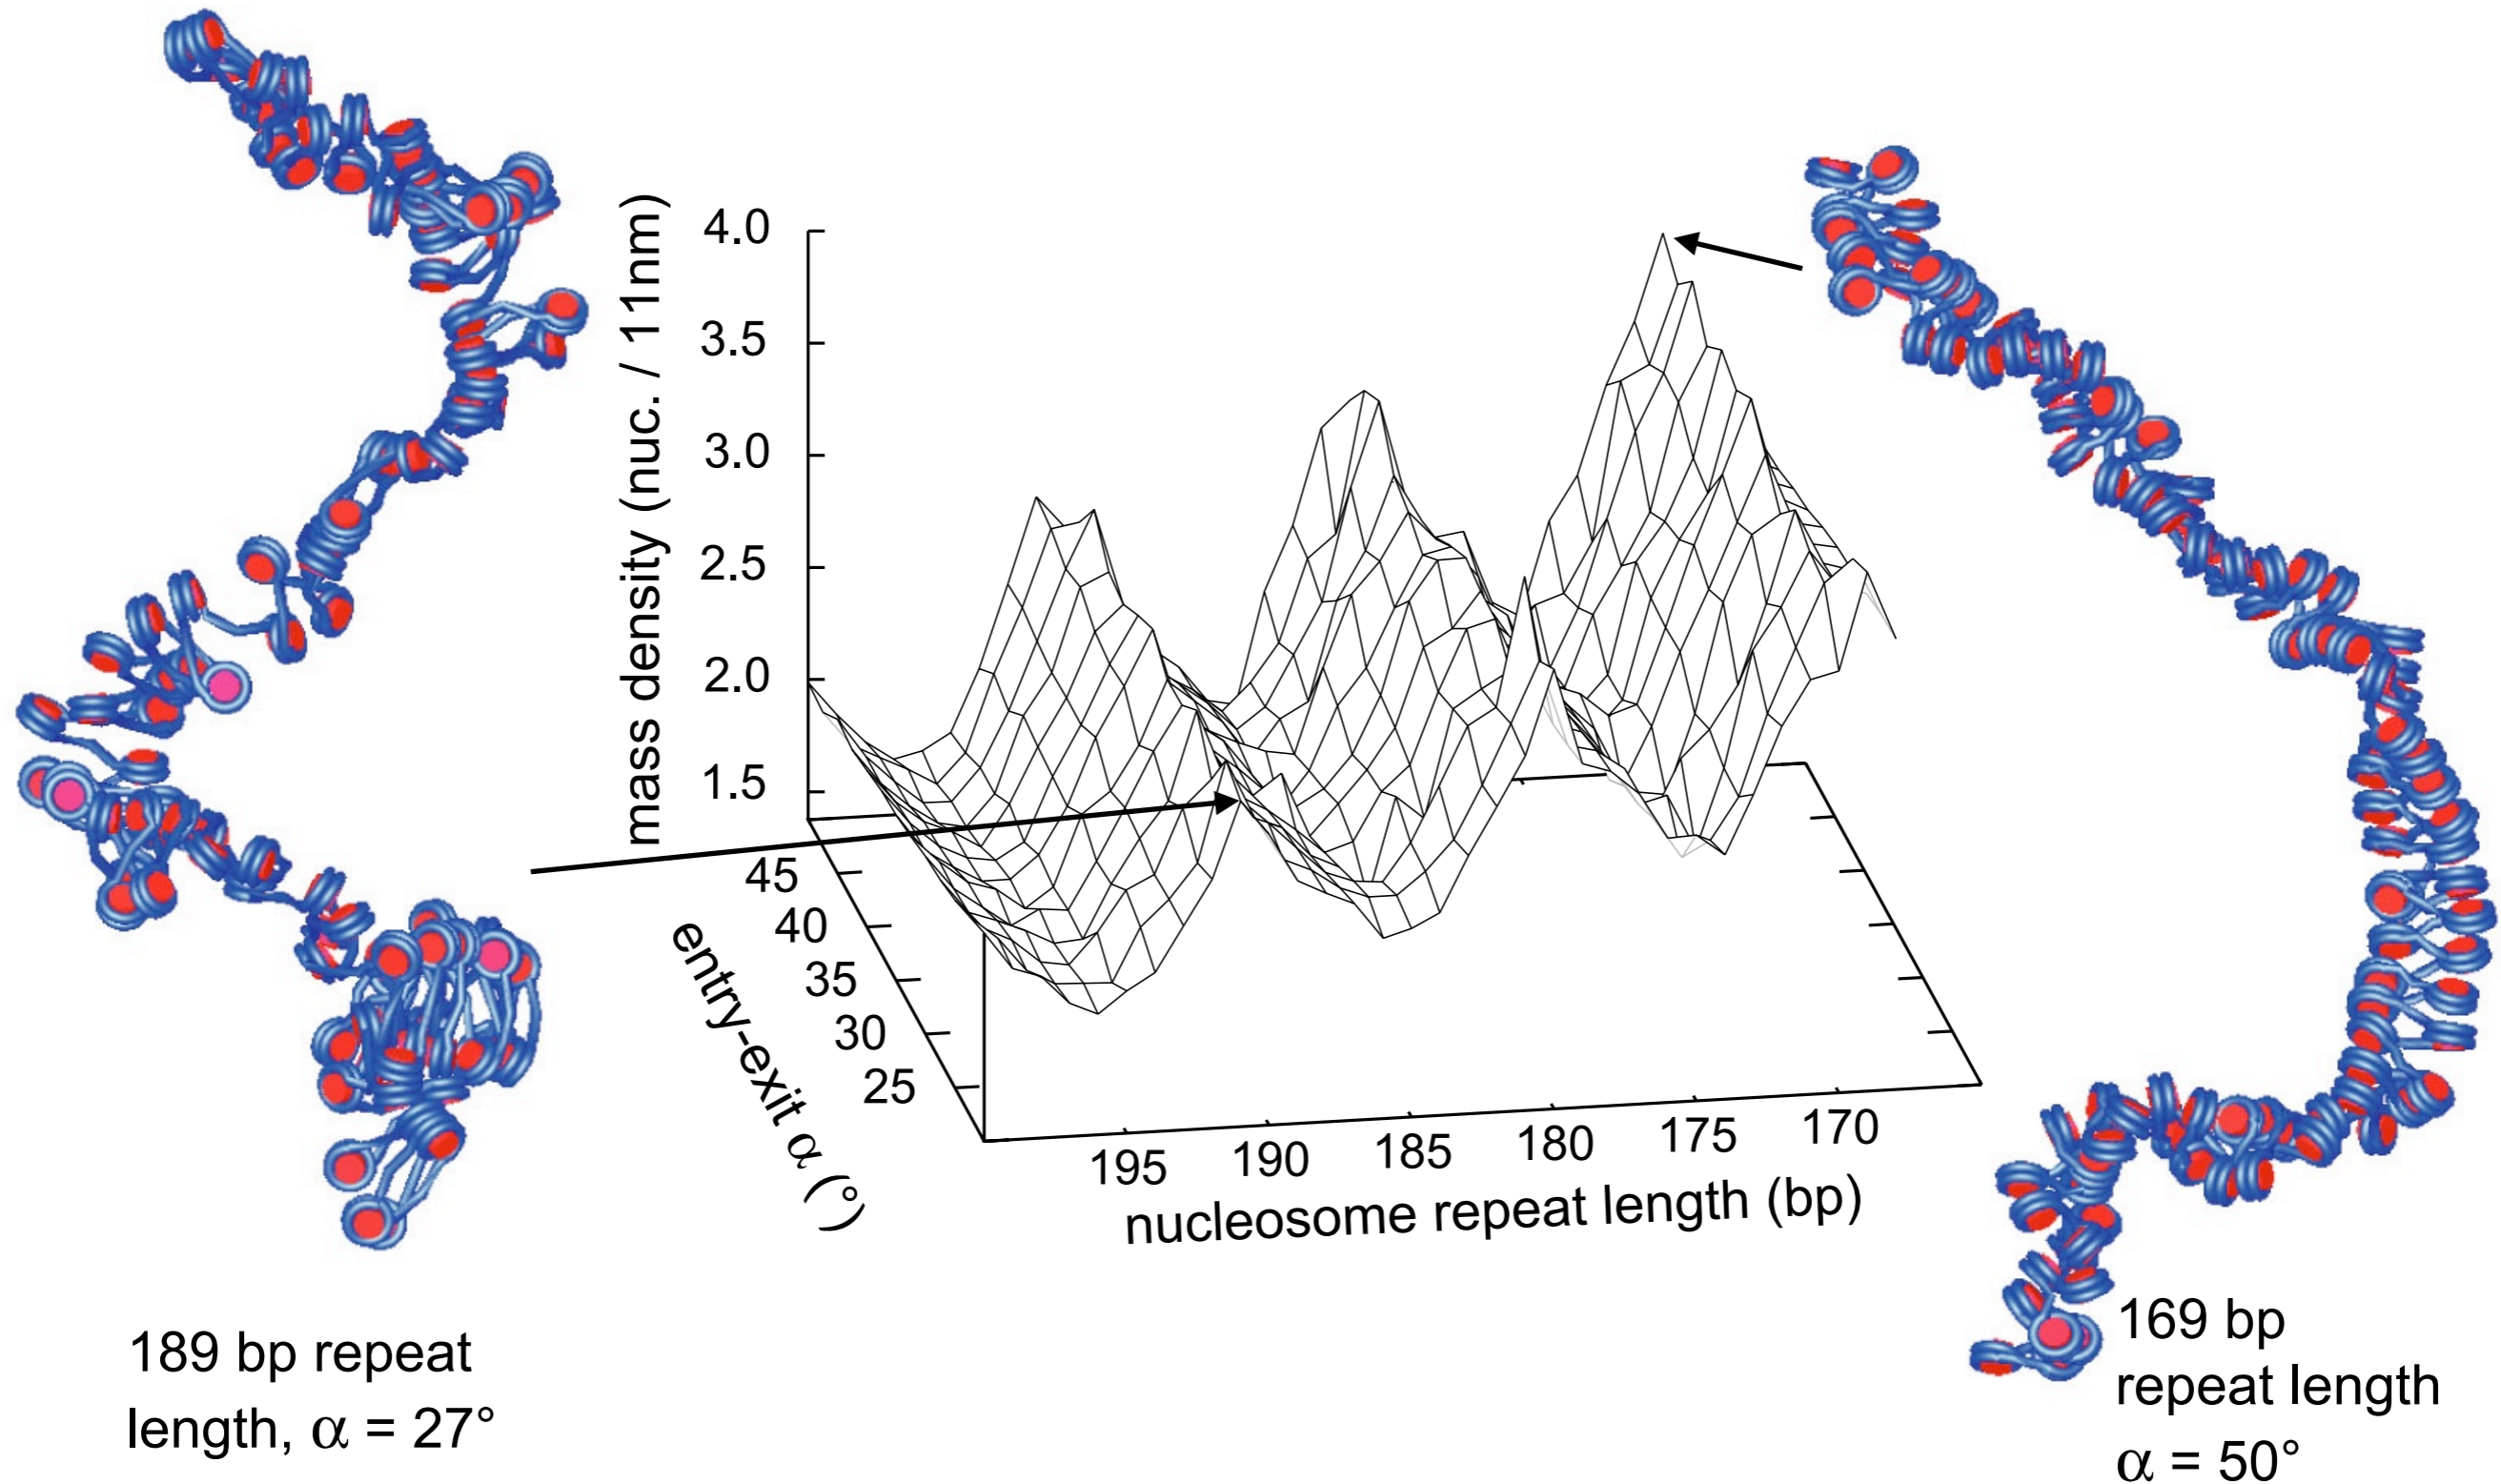 mass density (nuc. / 11nm)
4.0
3.5
3.0
2.5
2.0
1.5
entry-exit α (°)
45
40
35
30
25
195
190
185
180
175
170
nucleosome repeat length (bp)
189 bp repeat
length, α = 27°
169 bp
repeat length
α = 50°